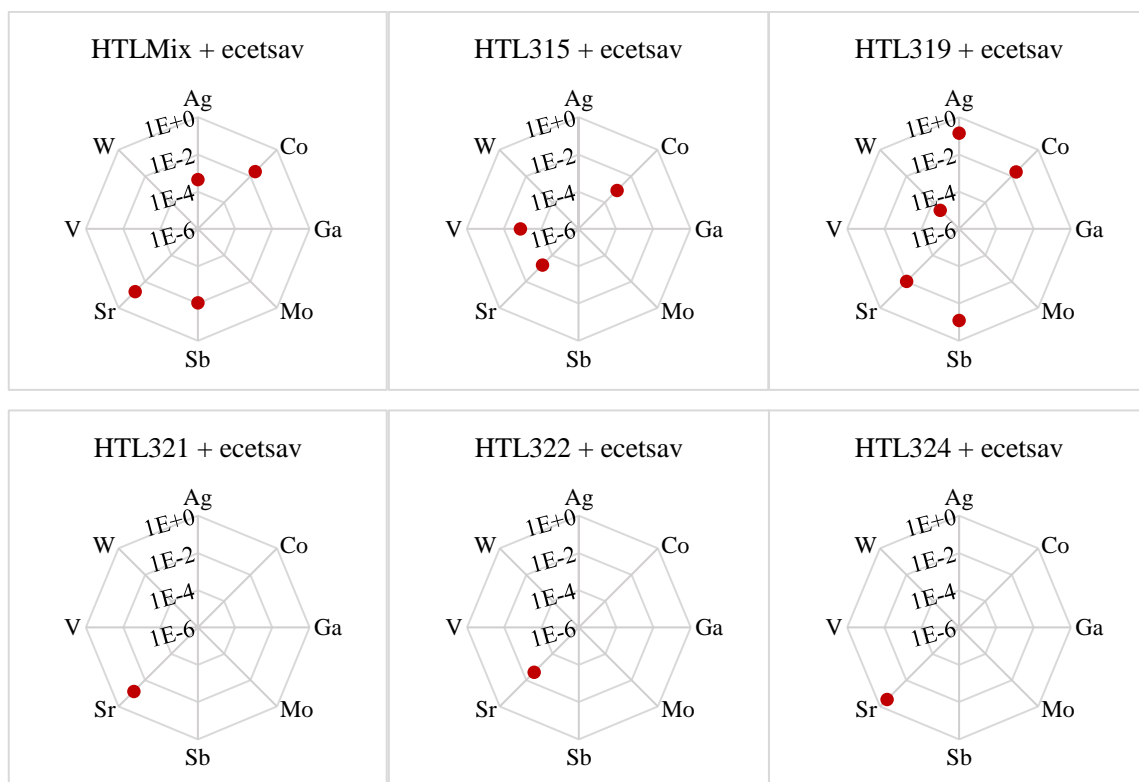 HTLMix + ecetsav
Ag
1E+0
W
Co
1E-2
1E-4
V
1E-6
Ga
Sr
Mo
Sb
HTL315 + ecetsav
Ag
1E+0
W
Co
1E-2
1E-4
V
1E-6
Ga
Sr
Mo
Sb
HTL319 + ecetsav
Ag
1E+0
W
Co
1E-2
1E-4
V
1E-6
Ga
Sr
Mo
Sb
HTL321 + ecetsav
Ag
1E+0
W
Co
1E-2
1E-4
V
1E-6
Ga
Sr
Mo
Sb
HTL322 + ecetsav
Ag
1E+0
W
Co
1E-2
1E-4
V
1E-6
Ga
Sr
Mo
Sb
HTL324 + ecetsav
Ag
1E+0
W
Co
1E-2
1E-4
V
1E-6
Ga
Sr
Mo
Sb